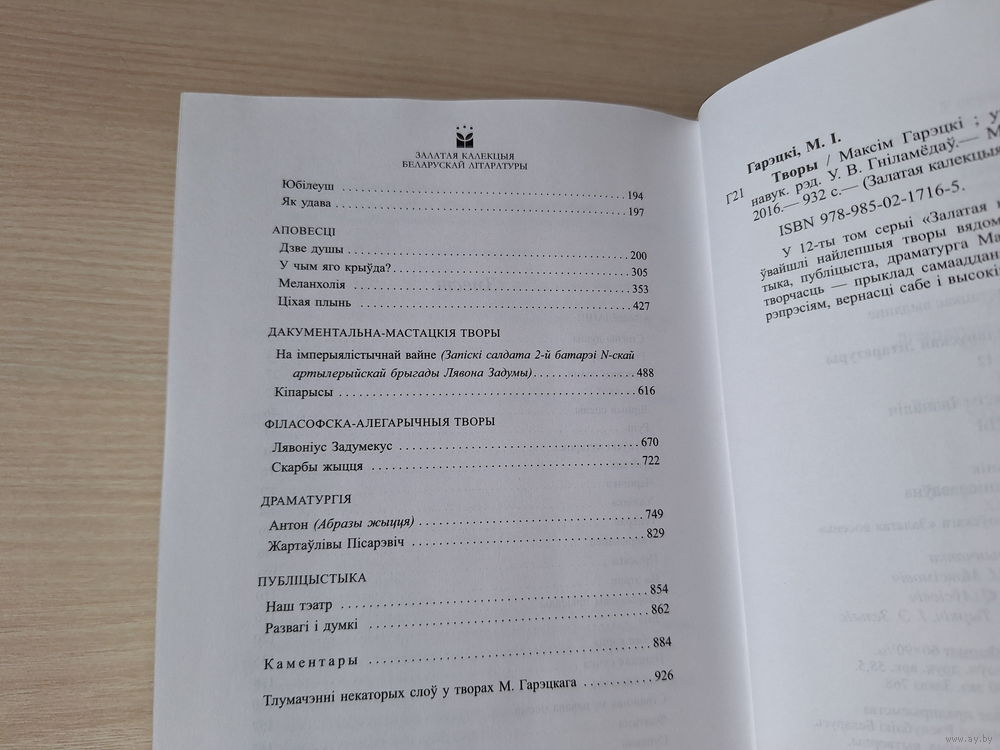 ЗАЛАТАЯ КАЛЕКЦЫЯ
БЕЛАРУСКАЙ ЛІТАРАТУРЫ
Юбілеуш 194
Як удава 197
АПОВЕСЦІ
Дзве душы 200
У чым яго крыўда? 305
Меланхолія 353
Ціхая плынь 427
ДАКУМЕНТАЛЬНА-МАСТАЦКІЯ ТВОРЫ
На імперыялістычнай вайне (Запіскі салдата 2-й батарэі N-скай
артылерыйскай брыгады Лявона Задумы) 488
Кіпарысы 616
ФІЛАСОФСКА-АЛЕГАРЫЧНЫЯ ТВОРЫ
Лявоніус Задумекус 670
Скарбы жыцця 722
ДРАМАТУРГІЯ
Антон (Абразы жыцця) 749
Жартаўлівы Пісарэвіч 829
ПУБЛІЦЫСТЫКА
Наш тэатр 854
Развагі і думкі 862
Каментары 884
Тлумачэнні некаторых слоў у творах М. Гарэцкага 926
Гарэцкі, М. І.
Г21 Творы / Максім Гарэцкі ;
навук. рэд. У. В. Гніламёдаў.—
2016.— 932 с.— (Залатая калекцыя
ISBN 978-985-02-1716-5.
У 12-ты том серыі «Залатая
ўвайшлі найлепшыя творы
тыка, публіцыста, драматурга
творчасць — прыклад
рэпрэсіям, вернасці сабе і
www.ay.by